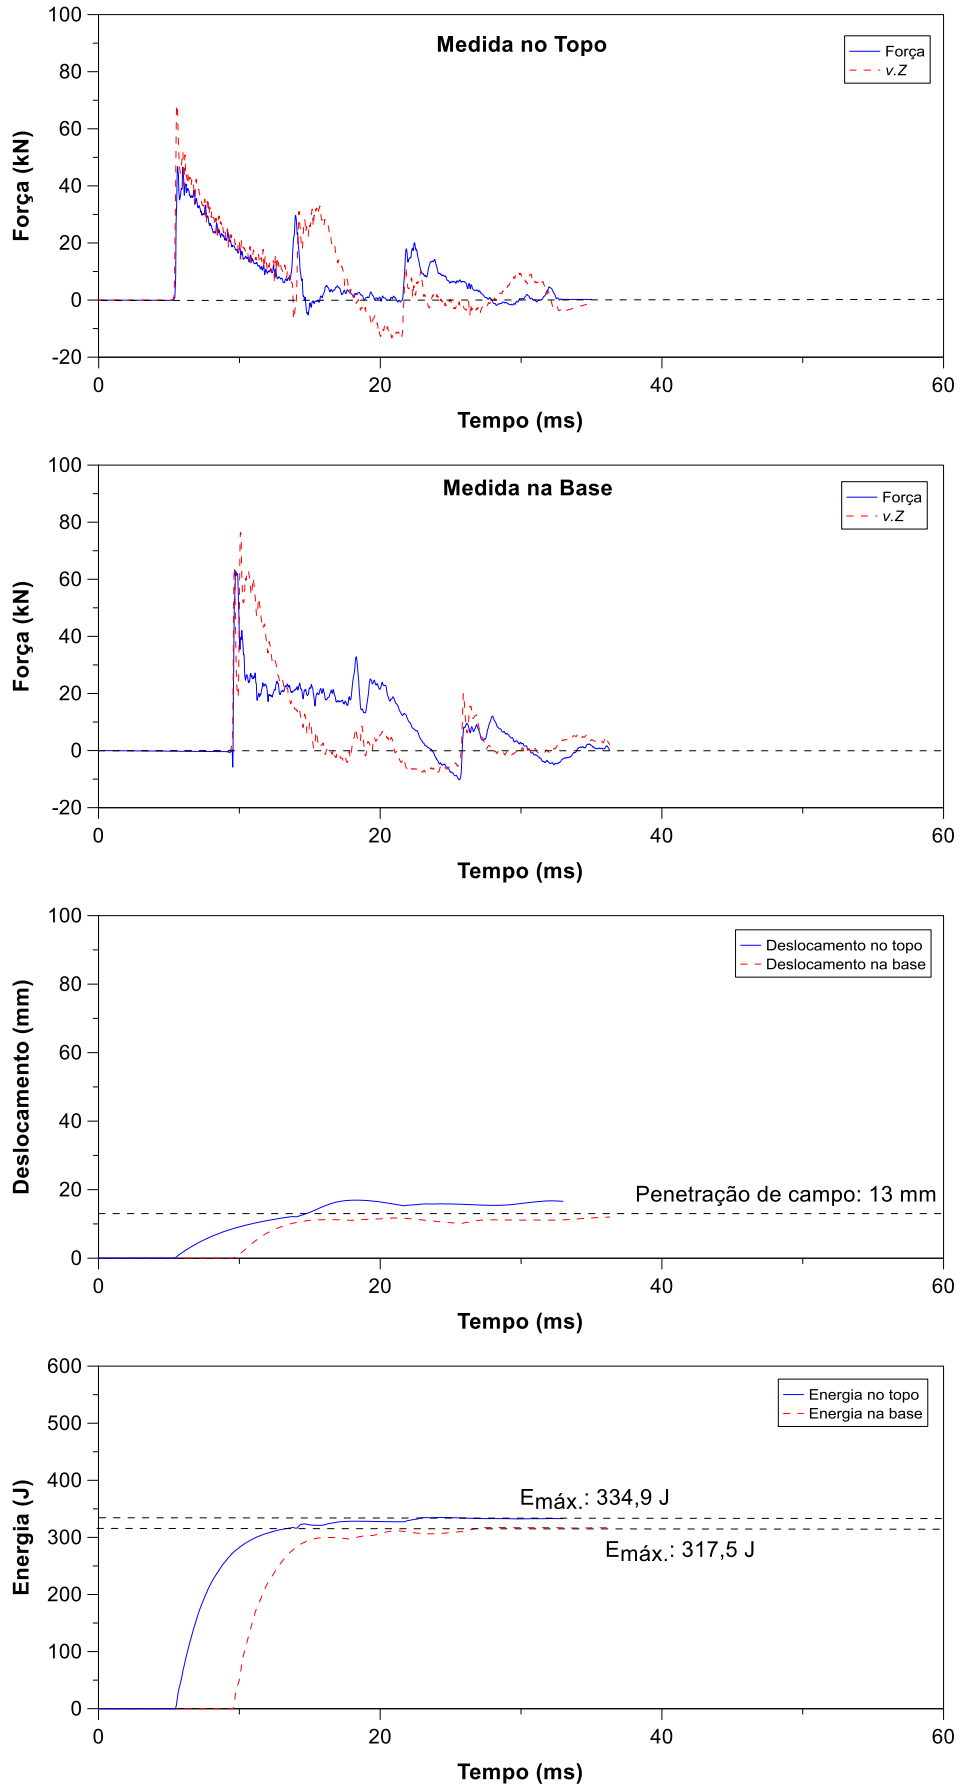 Medida no Topo
Força
v.Z
100
80
60
40
20
0
-20
Força (kN)
0
20
40
60
Tempo (ms)
Medida na Base
Força
v.Z
100
80
60
40
20
0
-20
Força (kN)
0
20
40
60
Tempo (ms)
Deslocamento no topo
Deslocamento na base
100
80
60
40
20
0
Deslocamento (mm)
Penetração de campo: 13 mm
0
20
40
60
Tempo (ms)
Energia no topo
Energia na base
600
500
400
300
200
100
0
Energia (J)
Emáx.: 334,9 J
Emáx.: 317,5 J
0
20
40
60
Tempo (ms)